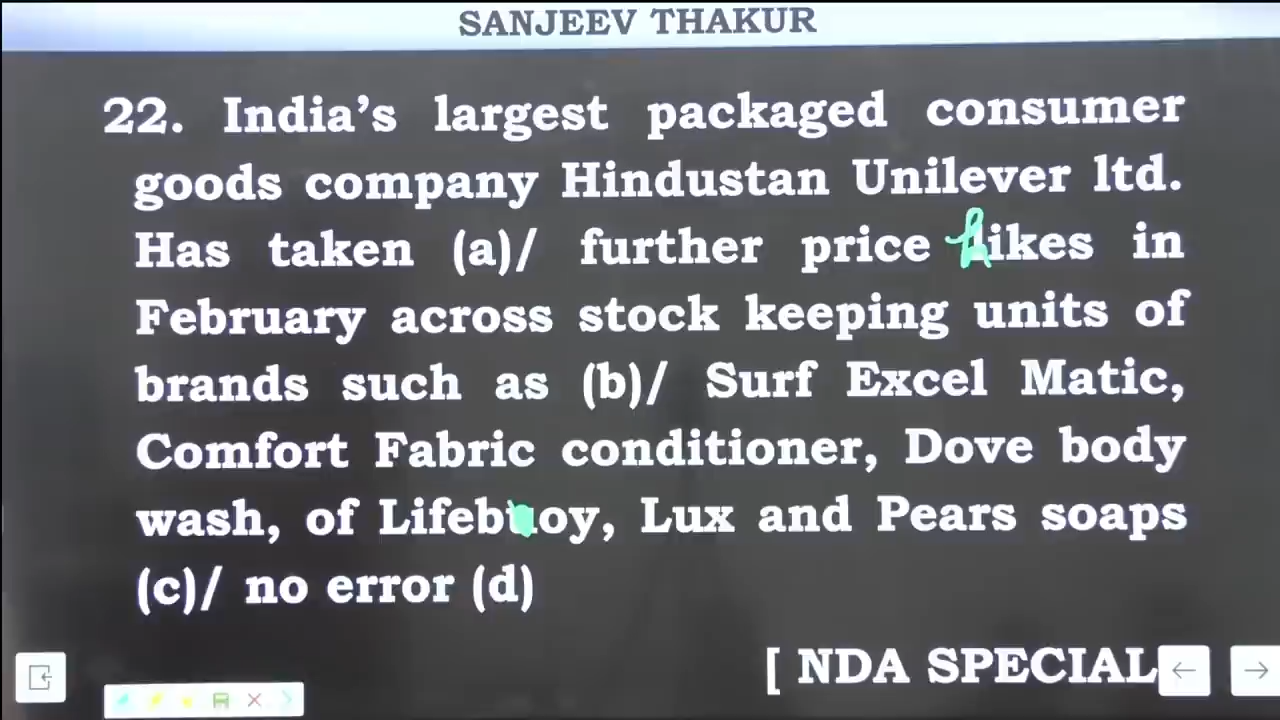 SANJEEV THAKUR
22. India's largest packaged consumer
goods company Hindustan Unilever ltd.
Has taken (a)/ further price hikes in
February across stock keeping units of
brands such as (b)/ Surf Excel Matic,
Comfort Fabric conditioner, Dove body
wash, of Lifebuoy, Lux and Pears soaps
(c)/ no error (d)
[ NDA SPECIAL